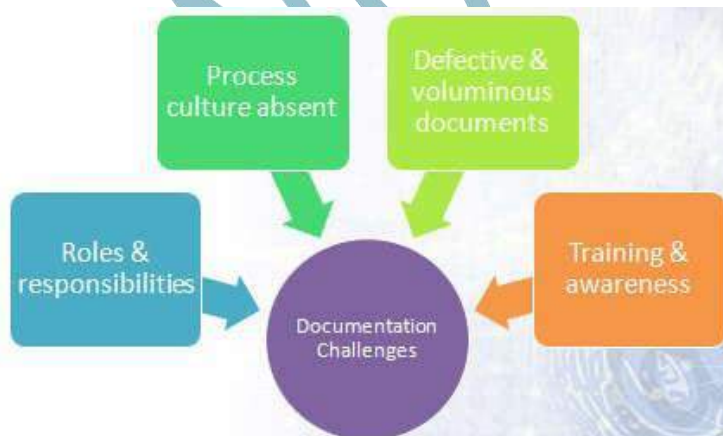 Process
culture absent
Defective &
voluminous
documents
Roles &
responsibilities
Training &
awareness
Documentation
Challenges